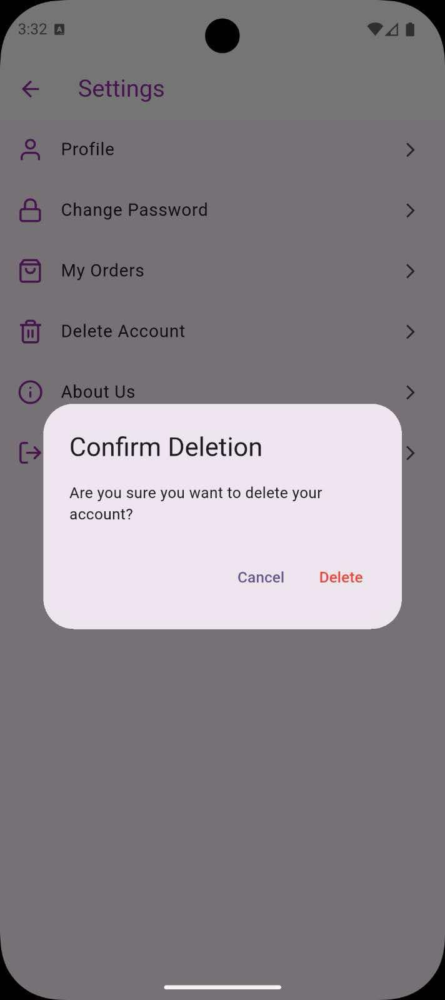 3:32 A
Settings
Profile
Change Password
My Orders
Delete Account
About Us
Confirm Deletion
Are you sure you want to delete your
account?
Cancel Delete